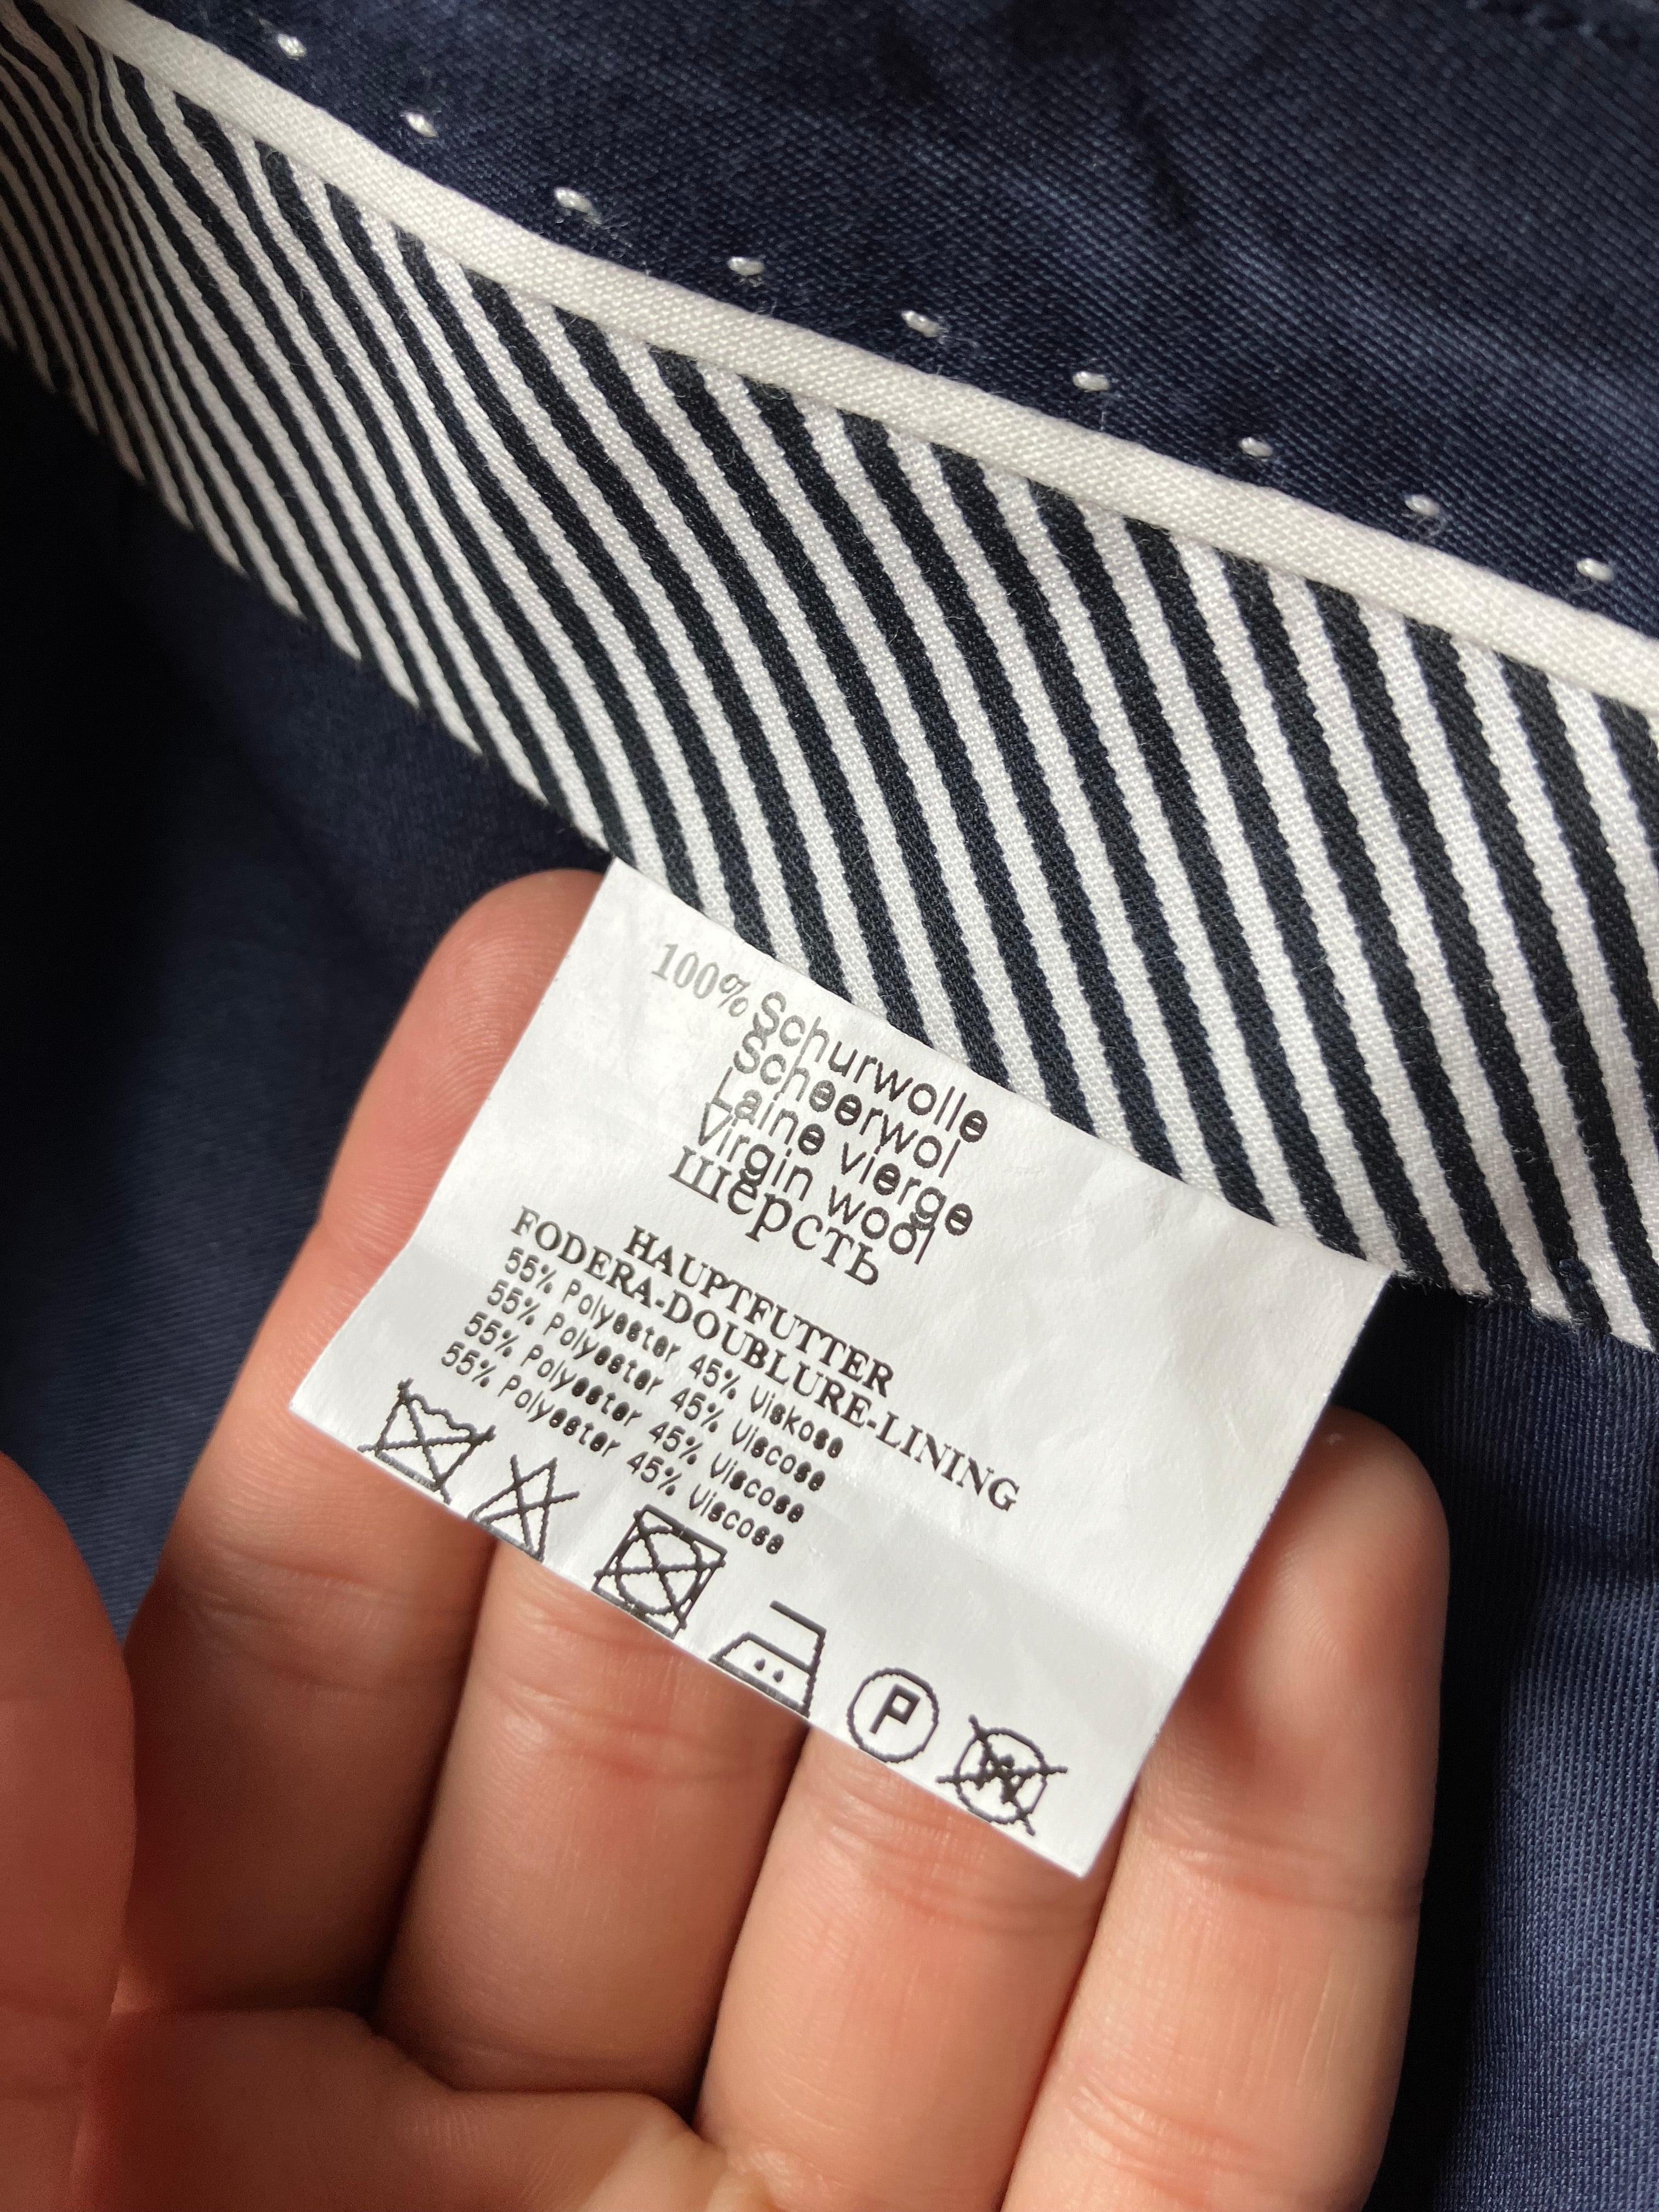 100% Schurwolle
Scheerwol
Laine vierge
Virgin wool
шерсть
HAUPTFUTTER
FODERA-DOUBLURE-LINING
55% Polyester 45% Viskose
55% Polyester 45% Viscose
55% Polyester 45% Viscose
55% Polyester 45% Viscose
P
W